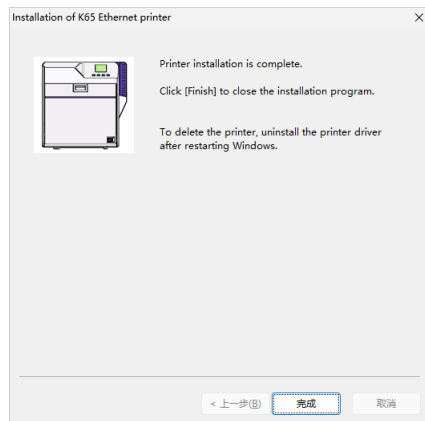 Installation of K65 Ethernet printer
Printer installation is complete.
Click [Finish] to close the installation program.
To delete the printer, uninstall the printer driver
after restarting Windows.
< 上一步(B)
完成
取消